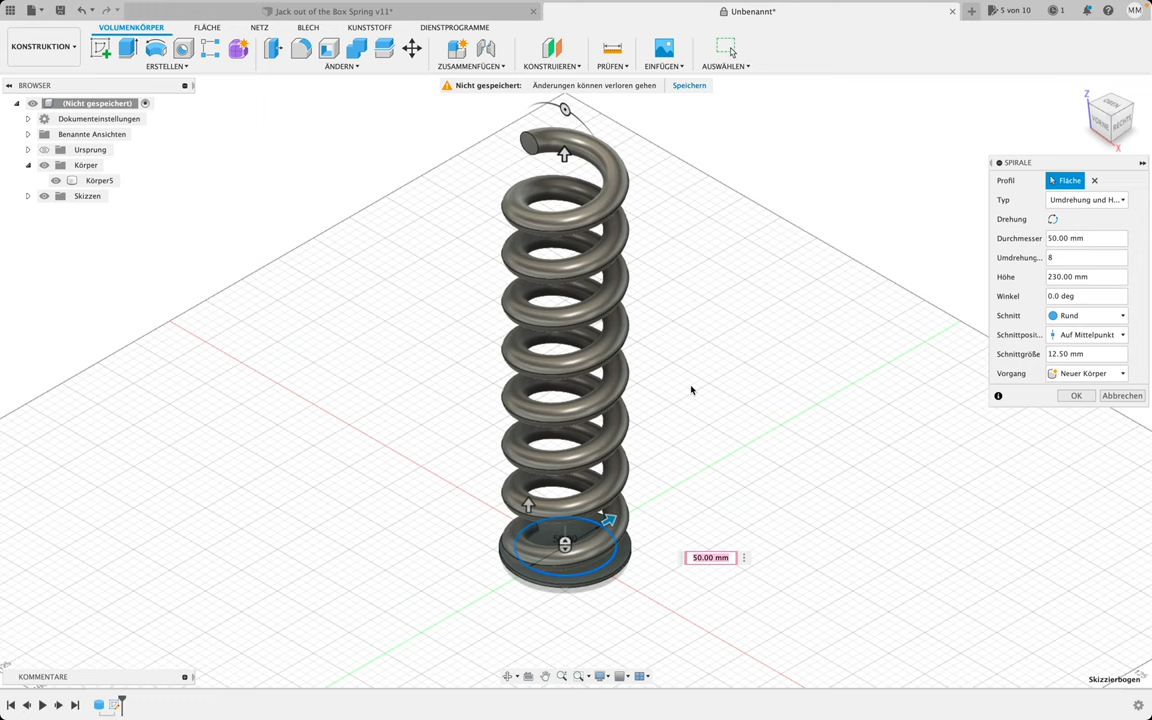 Jack out of the Box Spring v11*
Unbenannt*
5 von 10
1
MM
KONSTRUKTION
VOLUMENKÖRPER
FLÄCHE
NETZ
BLECH
KUNSTSTOFF
DIENSTPROGRAMME
ERSTELLEN
ÄNDERN
ZUSAMMENFÜGEN
KONSTRUIEREN
PRÜFEN
EINFÜGEN
AUSWÄHLEN
BROWSER
Nicht gespeichert: Änderungen können verloren gehen Speichern
(Nicht gespeichert)
Dokumenteinstellungen
Benannte Ansichten
Ursprung
Körper
Körper5
Skizzen
Z
OBEN
VORNE
RECHTS
X
SPIRALE
Profil Fläche
Typ Umdrehung und H...
Drehung
Durchmesser 50.00 mm
Umdrehung... 8
Höhe 230.00 mm
Winkel 0.0 deg
Schnitt Rund
Schnittposi... Auf Mittelpunkt
Schnittgröße 12.50 mm
Vorgang Neuer Körper
OK Abbrechen
50.00 mm
KOMMENTARE
Skizzierbogen